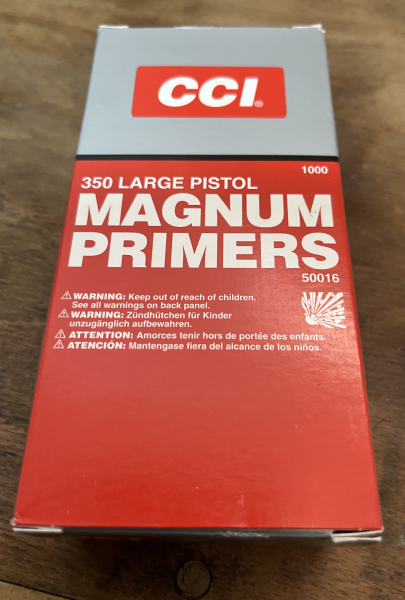 CCI®
1000
350 LARGE PISTOL
MAGNUM
PRIMERS
50016
⚠WARNING: Keep out of reach of children.
See all warnings on back panel.
⚠WARNING: Zündhütchen für Kinder
unzugänglich aufbewahren.
⚠ATTENTION: Amorces tenir hors de portée des enfants.
⚠ATENCIÓN: Mantengase fiera del alcance de los niños.